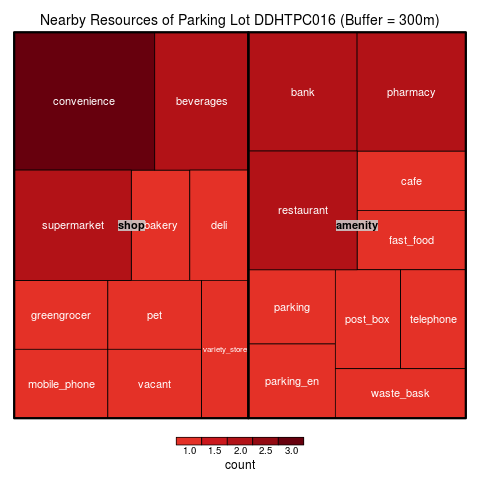 Nearby Resources of Parking Lot DDHTPC016 (Buffer = 300m)
convenience
beverages
bank
pharmacy
supermarket
shop
bakery
deli
restaurant
cafe
amenity
fast_food
greengrocer
pet
variety_store
mobile_phone
vacant
parking
post_box
telephone
parking_en
waste_bask
1.0 1.5 2.0 2.5 3.0
count